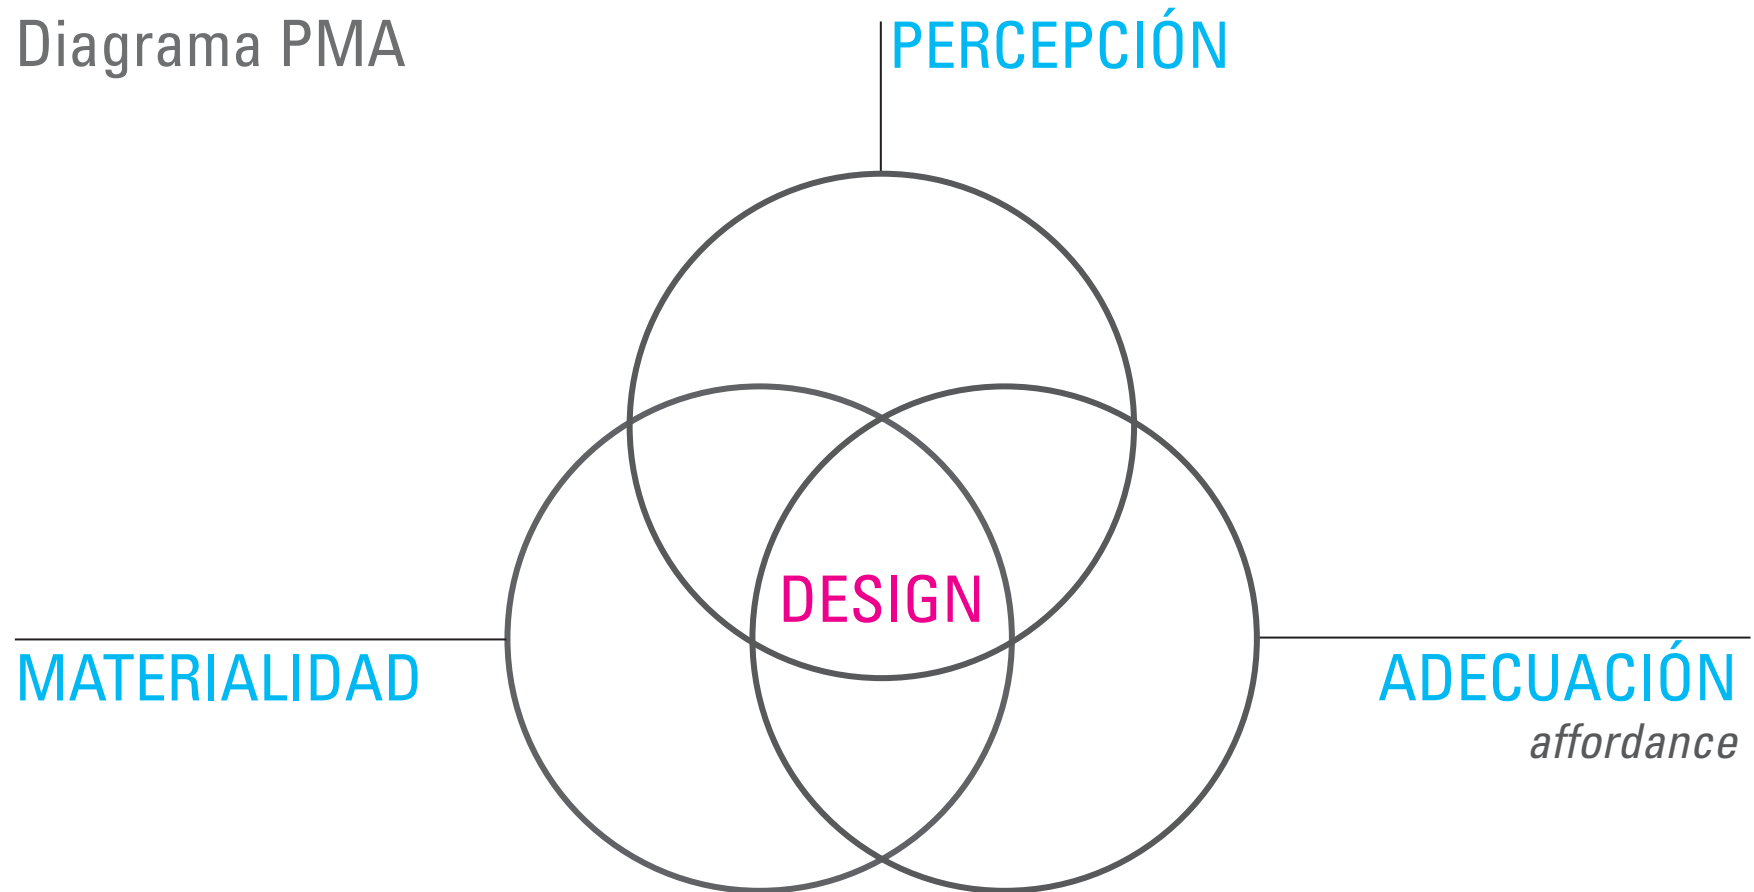 Diagrama PMA
PERCEPCIÓN
DESIGN
MATERIALIDAD
ADECUACIÓN
affordance